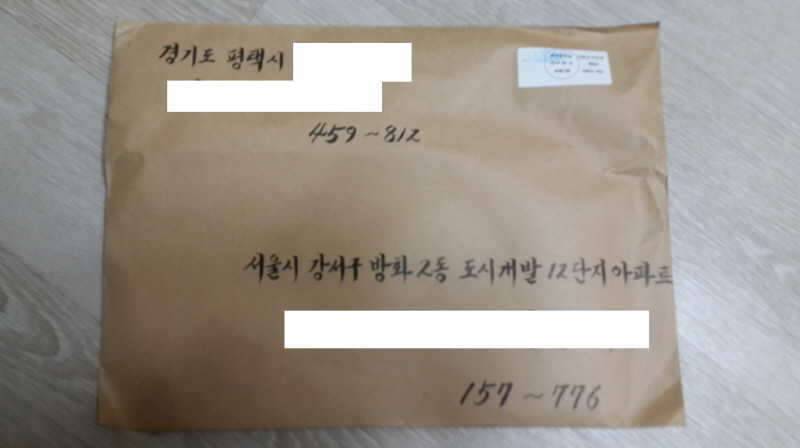 경기도 평택시
459~812
서울시 강서구 방화2동 도시개발 12단지아파트
157~776